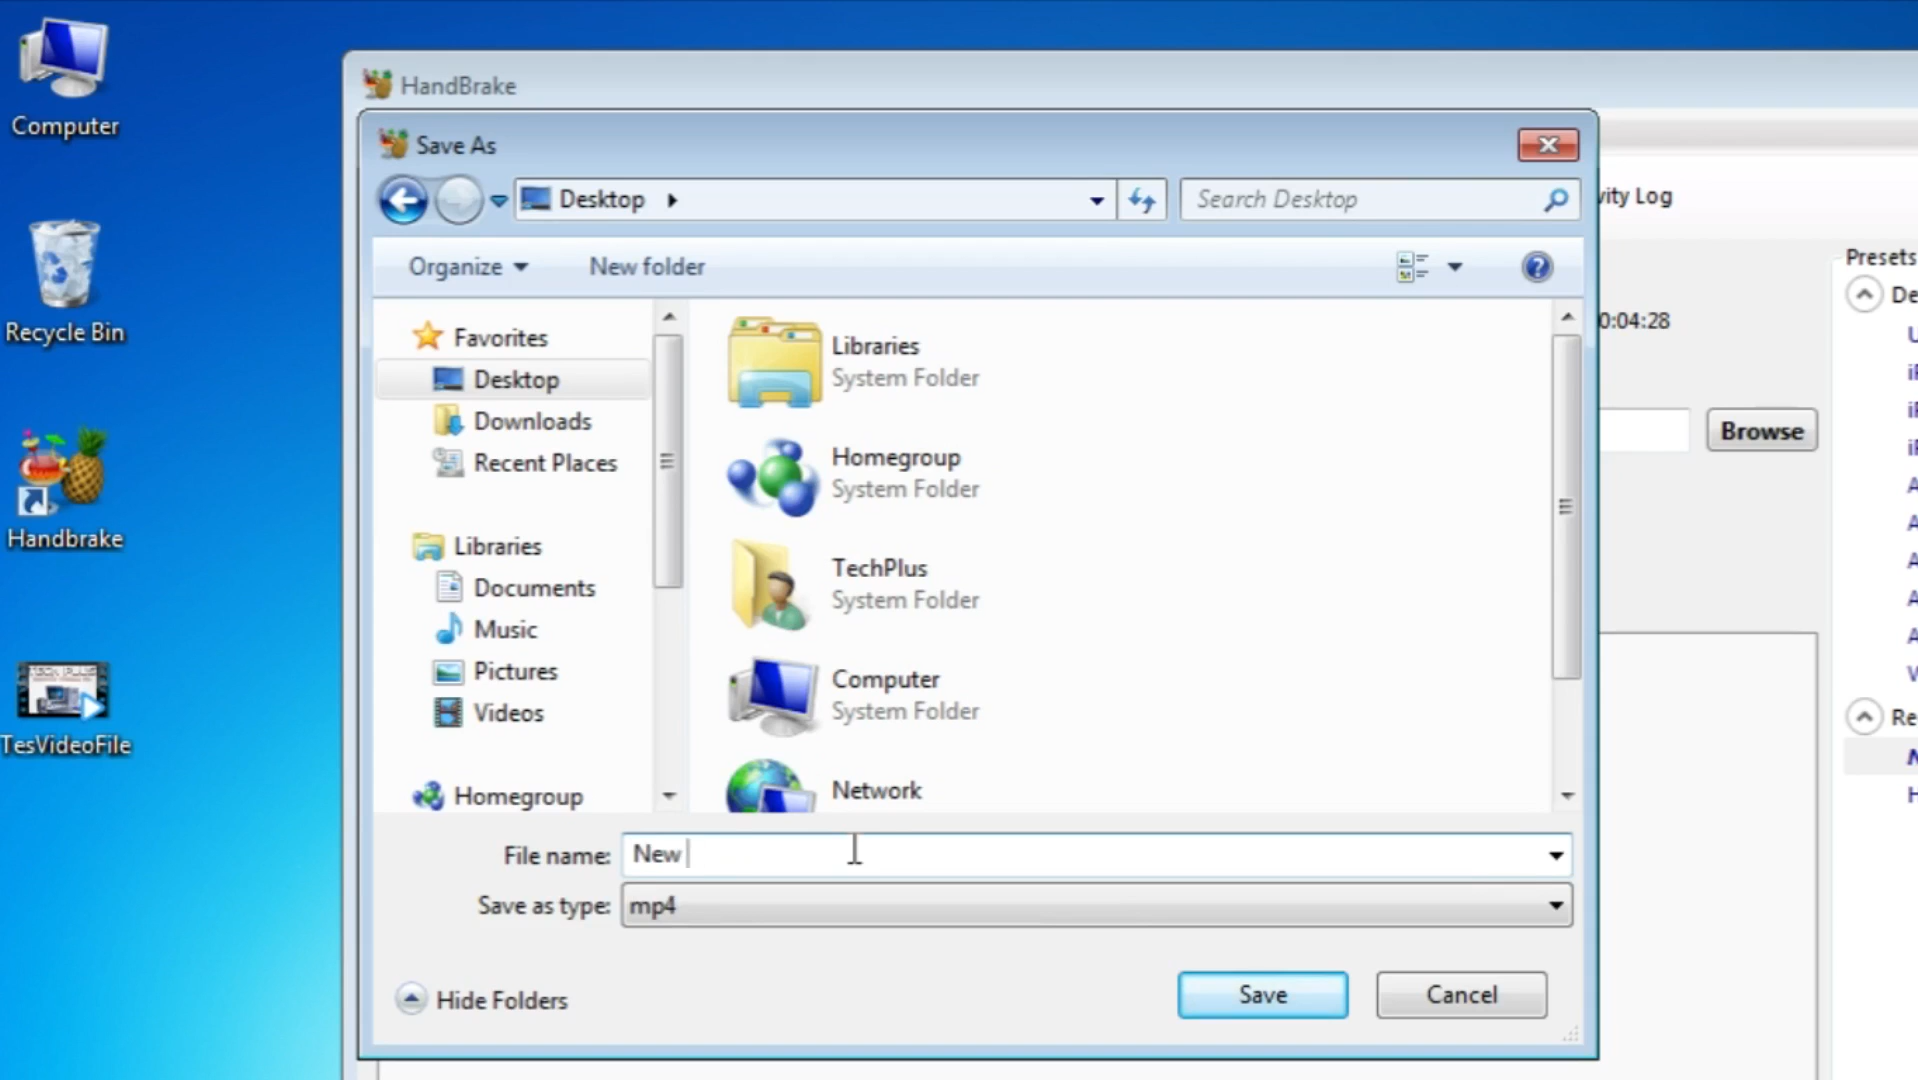 Computer
Recycle Bin
Handbrake
TesVideoFile
HandBrake
Save As
Desktop
Search Desktop
Organize
New folder
Favorites
Desktop
Downloads
Recent Places
Libraries
Documents
Music
Pictures
Videos
Homegroup
Libraries
System Folder
Homegroup
System Folder
TechPlus
System Folder
Computer
System Folder
Network
File name:
New
Save as type:
mp4
Hide Folders
Save
Cancel
vity Log
0:04:28
Browse
Presets
De
Re